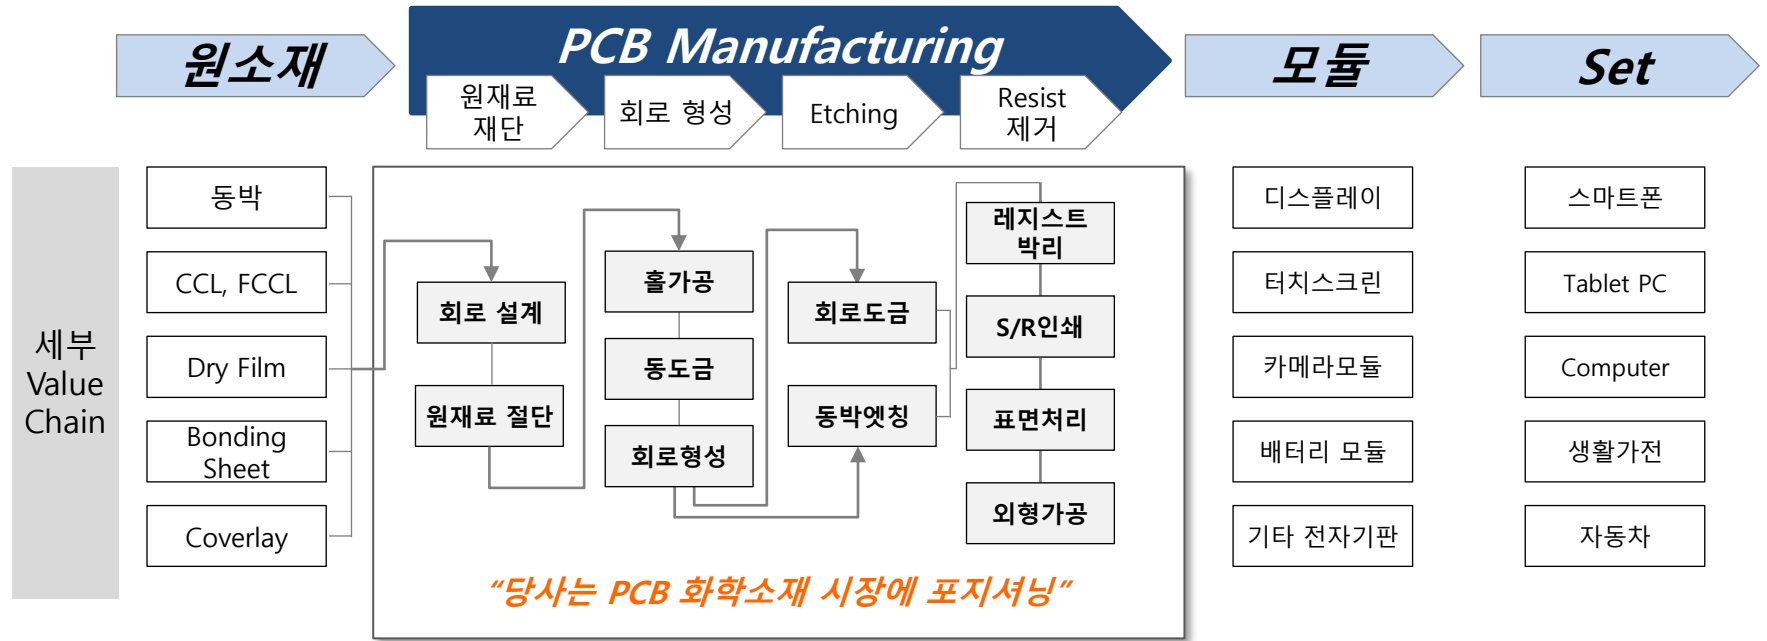 원소재
PCB Manufacturing
모듈
Set
원재료
재단
회로 형성
Etching
Resist
제거
세부
Value
Chain
동박
CCL, FCCL
Dry Film
Bonding
Sheet
Coverlay
회로 설계
원재료 절단
홀가공
동도금
회로형성
회로도금
동박엣칭
레지스트
박리
S/R인쇄
표면처리
외형가공
“당사는 PCB 화학소재 시장에 포지셔닝”
디스플레이
터치스크린
카메라모듈
배터리 모듈
기타 전자기판
스마트폰
Tablet PC
Computer
생활가전
자동차